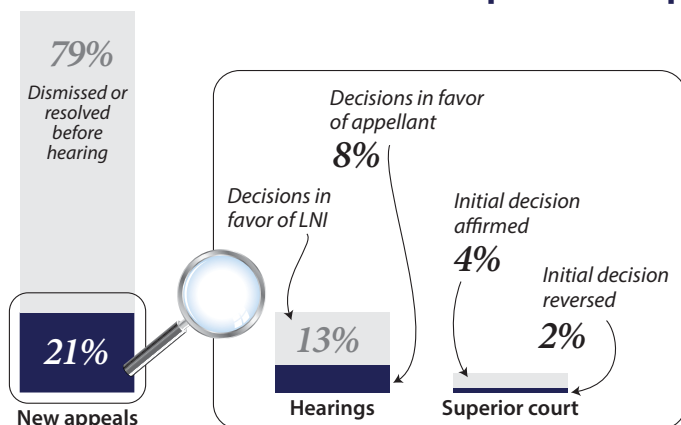 79%
Dismissed or
resolved
before
hearing
21%
New appeals
Decisions in favor
of appellant
8%
Decisions in
favor of LNI
13%
Hearings
Initial decision
affirmed
4%
Initial decision
reversed
2%
Superior court